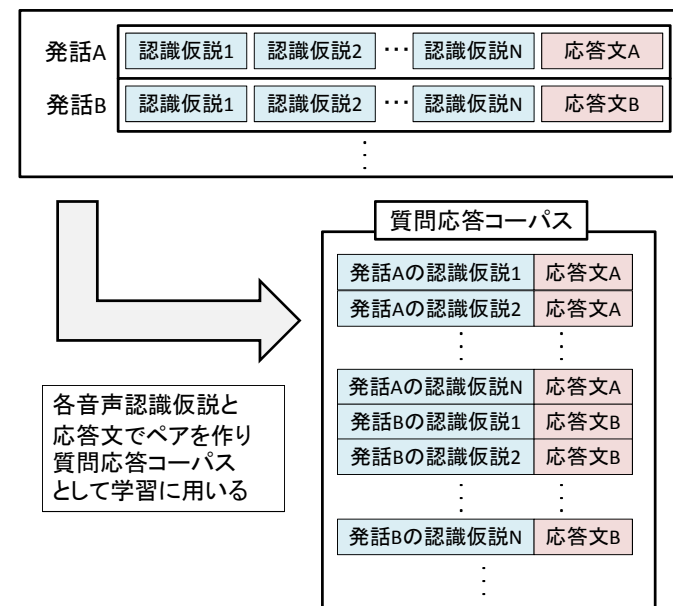 発話A 認識仮説1 認識仮説2 … 認識仮説N 応答文A
発話B 認識仮説1 認識仮説2 … 認識仮説N 応答文B
⋮
質問応答コーパス
発話Aの認識仮説1 応答文A
発話Aの認識仮説2 応答文A
⋮ ⋮
発話Aの認識仮説N 応答文A
発話Bの認識仮説1 応答文B
発話Bの認識仮説2 応答文B
⋮ ⋮
発話Bの認識仮説N 応答文B
⋮
各音声認識仮説と
応答文でペアを作り
質問応答コーパス
として学習に用いる